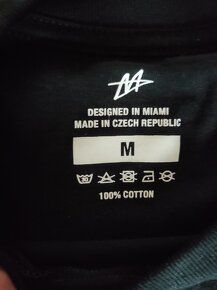 DESIGNED IN MIAMI
MADE IN CZECH REPUBLIC
M
100% COTTON